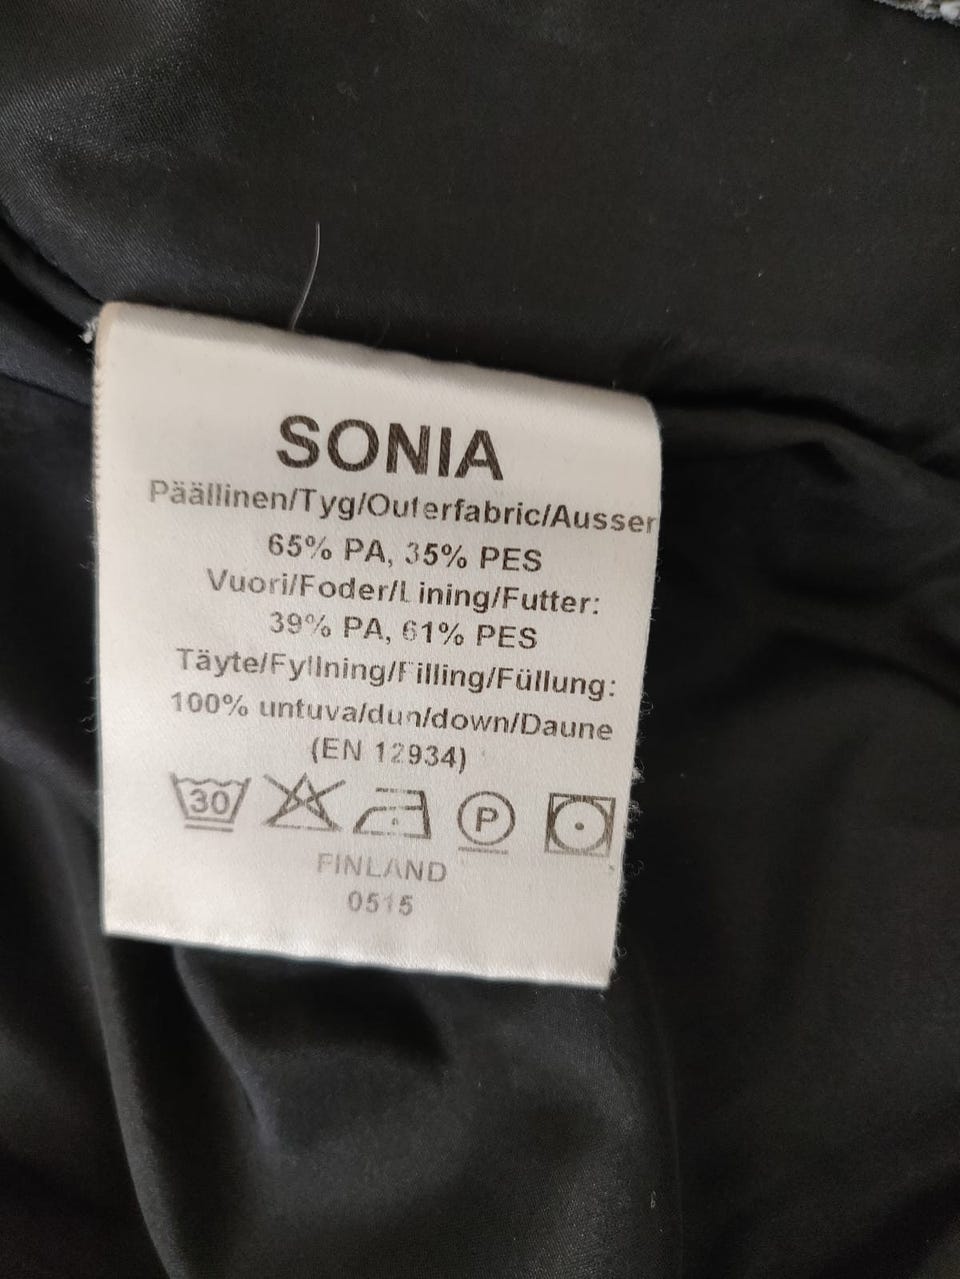 SONIA
Päällinen/Tyg/Outerfabric/Ausser
65% PA, 35% PES
Vuori/Foder/Lining/Futter:
39% PA, 61% PES
Täyte/Fyllning/Filling/Füllung:
100% untuva/dun/down/Daune
(EN 12934)
30 P
FINLAND
0515